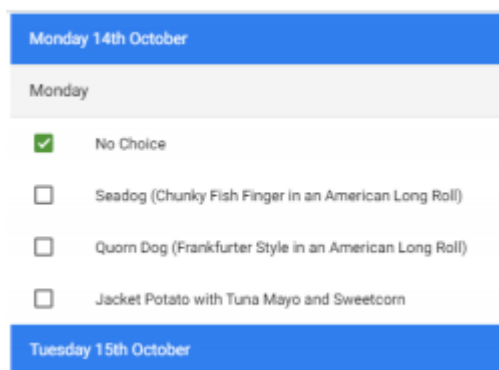 Monday 14th October
Monday
No Choice
Seadog (Chunky Fish Finger in an American Long Roll)
Quorn Dog (Frankfurter Style in an American Long Roll)
Jacket Potato with Tuna Mayo and Sweetcorn
Tuesday 15th October